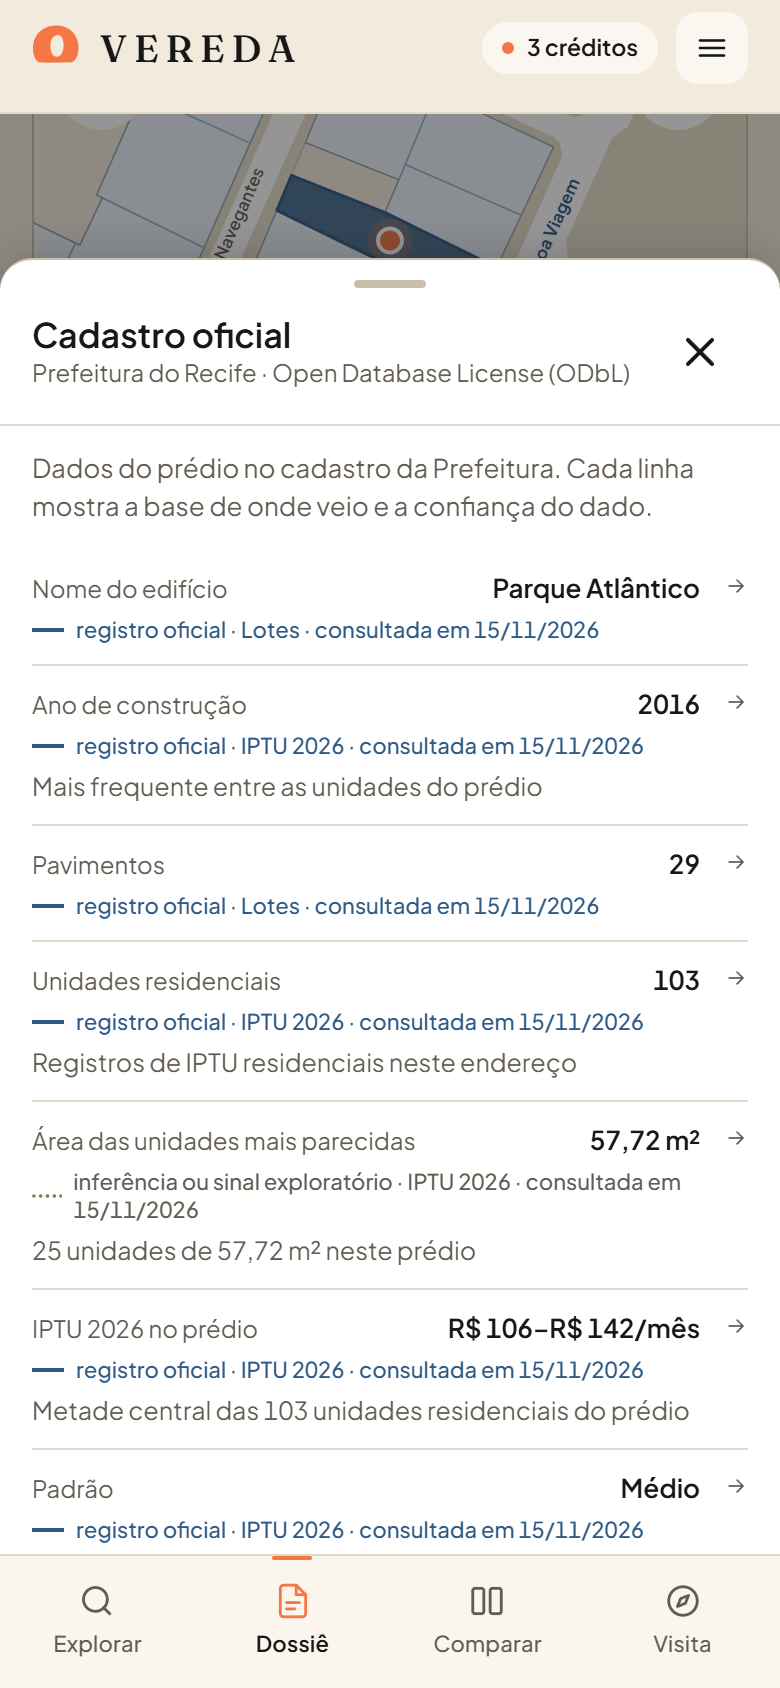 VEREDA
3 créditos
Navegantes
oa Viagem
Cadastro oficial
Prefeitura do Recife · Open Database License (ODbL)
Dados do prédio no cadastro da Prefeitura. Cada linha
mostra a base de onde veio e a confiança do dado.
Nome do edifício Parque Atlântico →
registro oficial · Lotes · consultada em 15/11/2026
Ano de construção 2016 →
registro oficial · IPTU 2026 · consultada em 15/11/2026
Mais frequente entre as unidades do prédio
Pavimentos 29 →
registro oficial · Lotes · consultada em 15/11/2026
Unidades residenciais 103 →
registro oficial · IPTU 2026 · consultada em 15/11/2026
Registros de IPTU residenciais neste endereço
Área das unidades mais parecidas 57,72 m² →
inferência ou sinal exploratório · IPTU 2026 · consultada em
15/11/2026
25 unidades de 57,72 m² neste prédio
IPTU 2026 no prédio R$ 106–R$ 142/mês →
registro oficial · IPTU 2026 · consultada em 15/11/2026
Metade central das 103 unidades residenciais do prédio
Padrão Médio →
registro oficial · IPTU 2026 · consultada em 15/11/2026
Explorar
Dossiê
Comparar
Visita